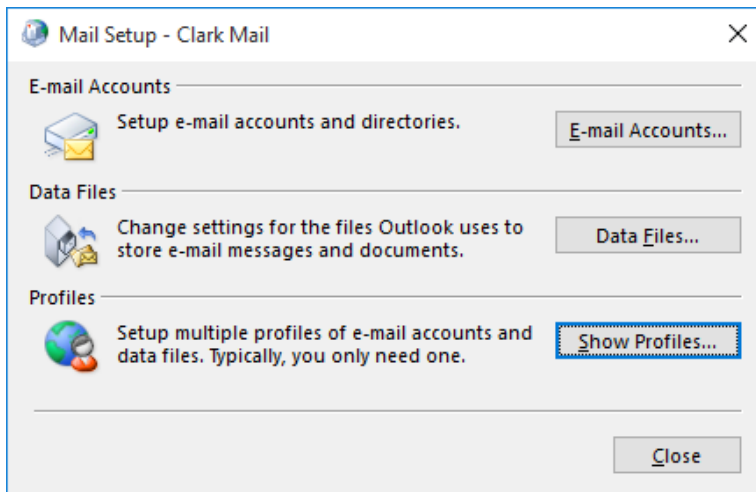 Mail Setup - Clark Mail
E-mail Accounts
Setup e-mail accounts and directories.
E-mail Accounts...
Data Files
Change settings for the files Outlook uses to
store e-mail messages and documents.
Data Files...
Profiles
Setup multiple profiles of e-mail accounts and
data files. Typically, you only need one.
Show Profiles...
Close